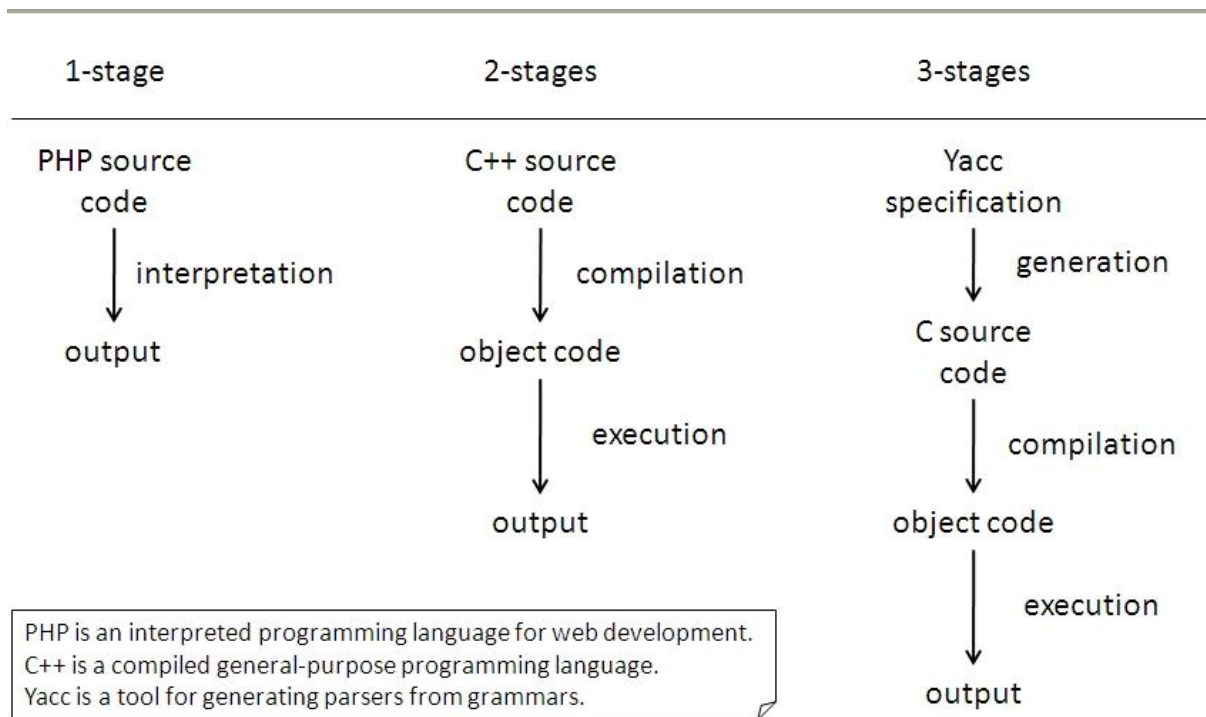 1-stage
2-stages
3-stages
PHP source
code
interpretation
output
C++ source
code
compilation
object code
execution
output
Yacc
specification
generation
C source
code
compilation
object code
execution
output
PHP is an interpreted programming language for web development.
C++ is a compiled general-purpose programming language.
Yacc is a tool for generating parsers from grammars.